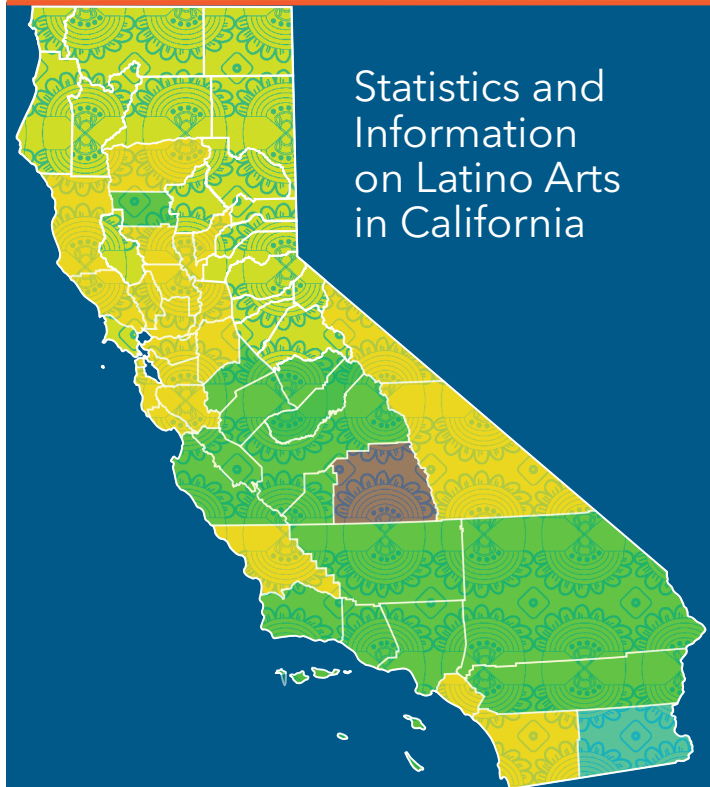 Statistics and
Information
on Latino Arts
in California